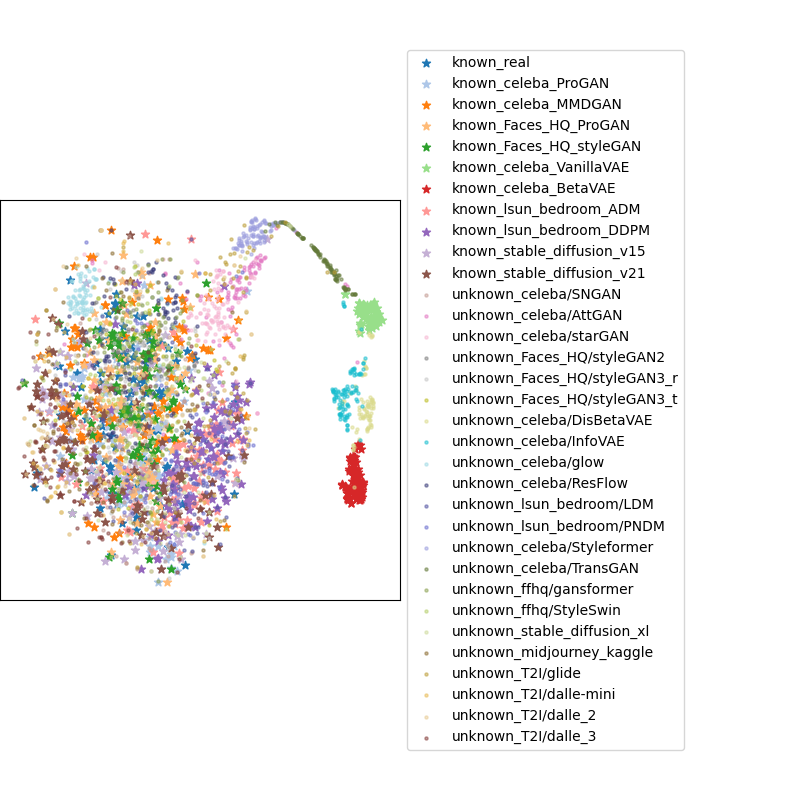 known_real
known_celeba_ProGAN
known_celeba_MMDGAN
known_Faces_HQ_ProGAN
known_Faces_HQ_styleGAN
known_celeba_VanillaVAE
known_celeba_BetaVAE
known_lsun_bedroom_ADM
known_lsun_bedroom_DDPM
known_stable_diffusion_v15
known_stable_diffusion_v21
unknown_celeba/SNGAN
unknown_celeba/AttGAN
unknown_celeba/starGAN
unknown_Faces_HQ/styleGAN2
unknown_Faces_HQ/styleGAN3_r
unknown_Faces_HQ/styleGAN3_t
unknown_celeba/DisBetaVAE
unknown_celeba/InfoVAE
unknown_celeba/glow
unknown_celeba/ResFlow
unknown_lsun_bedroom/LDM
unknown_lsun_bedroom/PNDM
unknown_celeba/Styleformer
unknown_celeba/TransGAN
unknown_ffhq/gansformer
unknown_ffhq/StyleSwin
unknown_stable_diffusion_xl
unknown_midjourney_kaggle
unknown_T2I/glide
unknown_T2I/dalle-mini
unknown_T2I/dalle_2
unknown_T2I/dalle_3